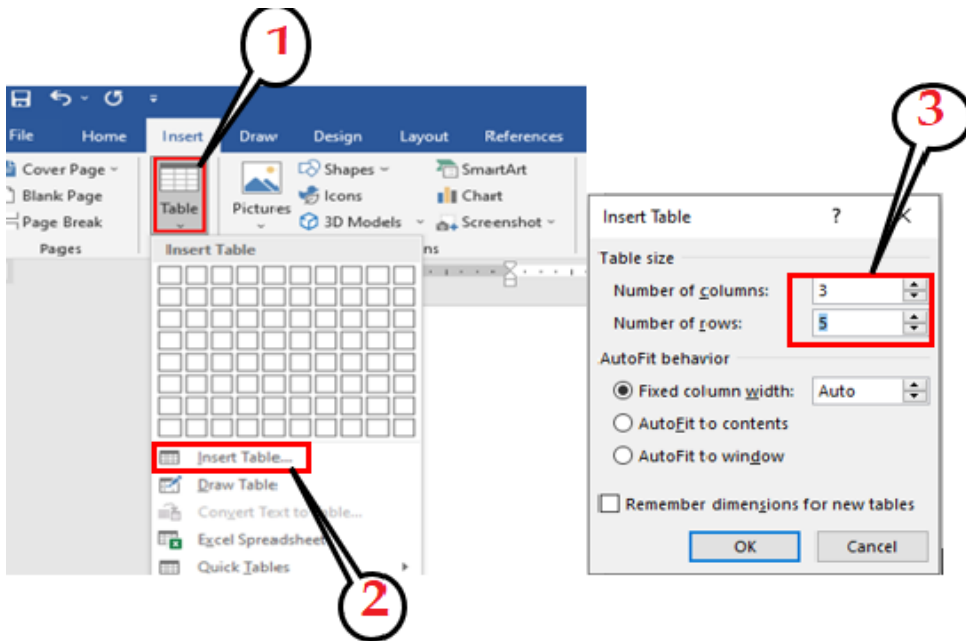 1
File Home Insert Draw Design Layout References
Cover Page
Blank Page
Page Break
Pages
Table
Pictures
Shapes
Icons
3D Models
SmartArt
Chart
Screenshot
ns
Insert Table
Insert Table...
Draw Table
Convert Text to Table...
Excel Spreadsheet
Quick Tables
2
3
Insert Table ?
Table size
Number of columns: 3
Number of rows: 5
AutoFit behavior
Fixed column width: Auto
AutoFit to contents
AutoFit to window
Remember dimensions for new tables
OK Cancel